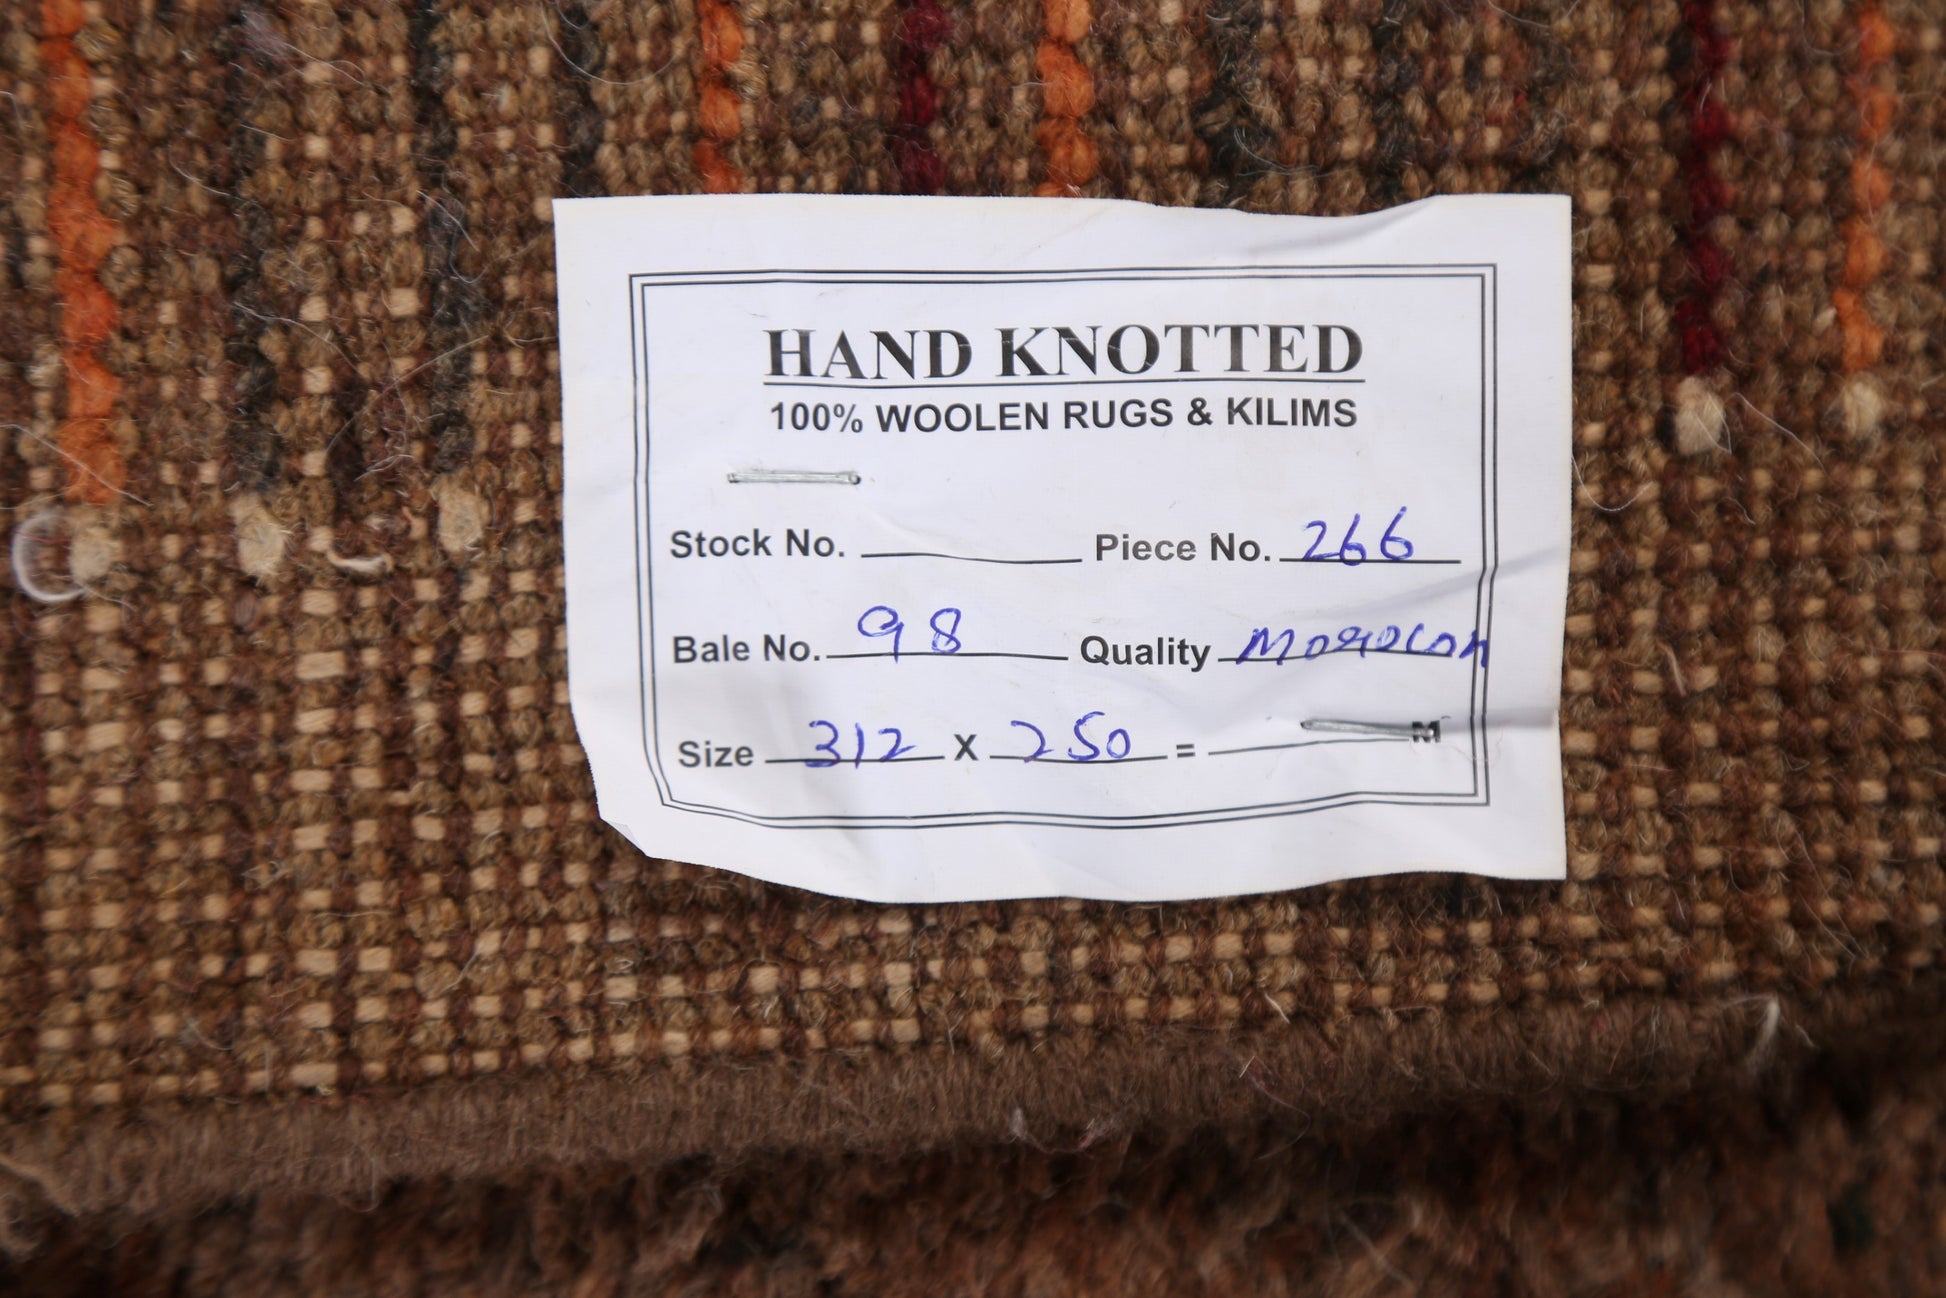 HAND KNOTTED
100% WOOLEN RUGS & KILIMS
Stock No. Piece No. 266
Bale No. 98 Quality Morocon
Size 312 X 250 = M